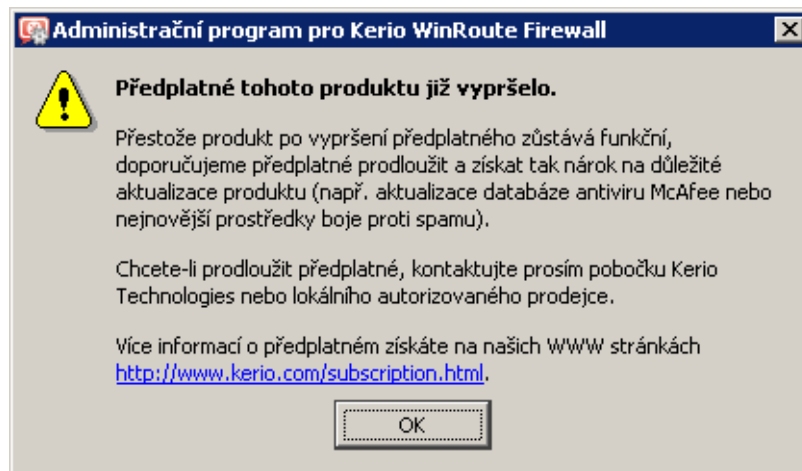 Administrační program pro Kerio WinRoute Firewall
Předplatné tohoto produktu již vypršelo.
Přestože produkt po vypršení předplatného zůstává funkční,
doporučujeme předplatné prodloužit a získat tak nárok na důležité
aktualizace produktu (např. aktualizace databáze antiviru McAfee nebo
nejnovější prostředky boje proti spamu).
Chcete-li prodloužit předplatné, kontaktujte prosím pobočku Kerio
Technologies nebo lokálního autorizovaného prodejce.
Více informací o předplatném získáte na našich WWW stránkách
http://www.kerio.com/subscription.html.
OK